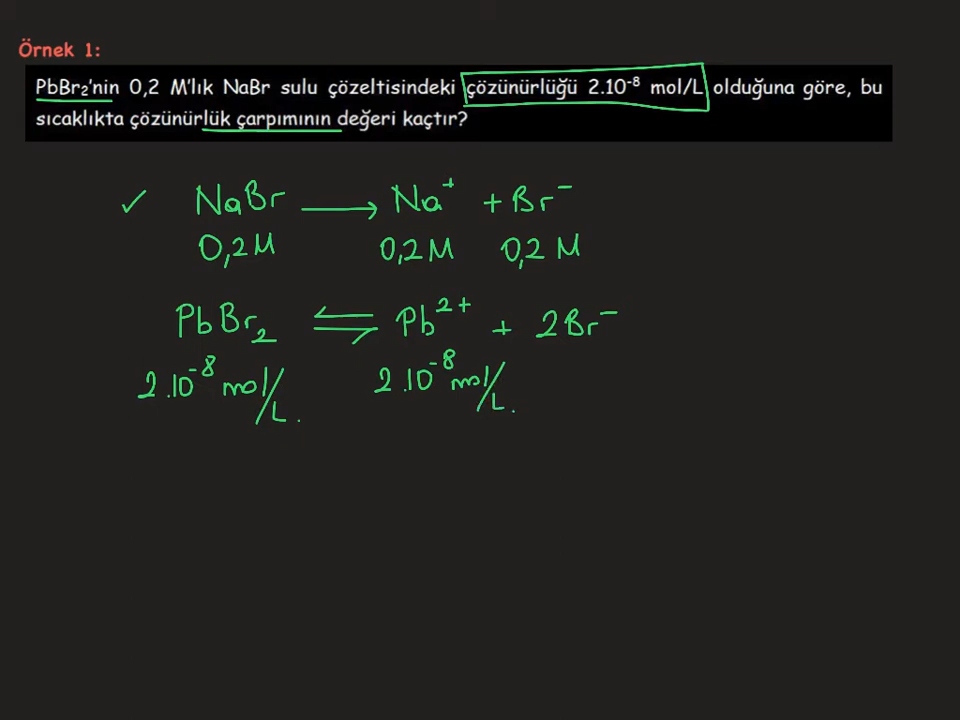 Örnek 1:
PbBr₂'nin 0,2 M'lık NaBr sulu çözeltisindeki çözünürlüğü 2.10⁻⁸ mol/L olduğuna göre, bu
sıcaklıkta çözünürlük çarpımının değeri kaçtır?
✓ NaBr ⟶ Na⁺ + Br⁻
0,2M 0,2M 0,2 M
PbBr₂ ⇌ Pb²⁺ + 2Br⁻
2.10⁻⁸ mol/L. 2.10⁻⁸ mol/L.